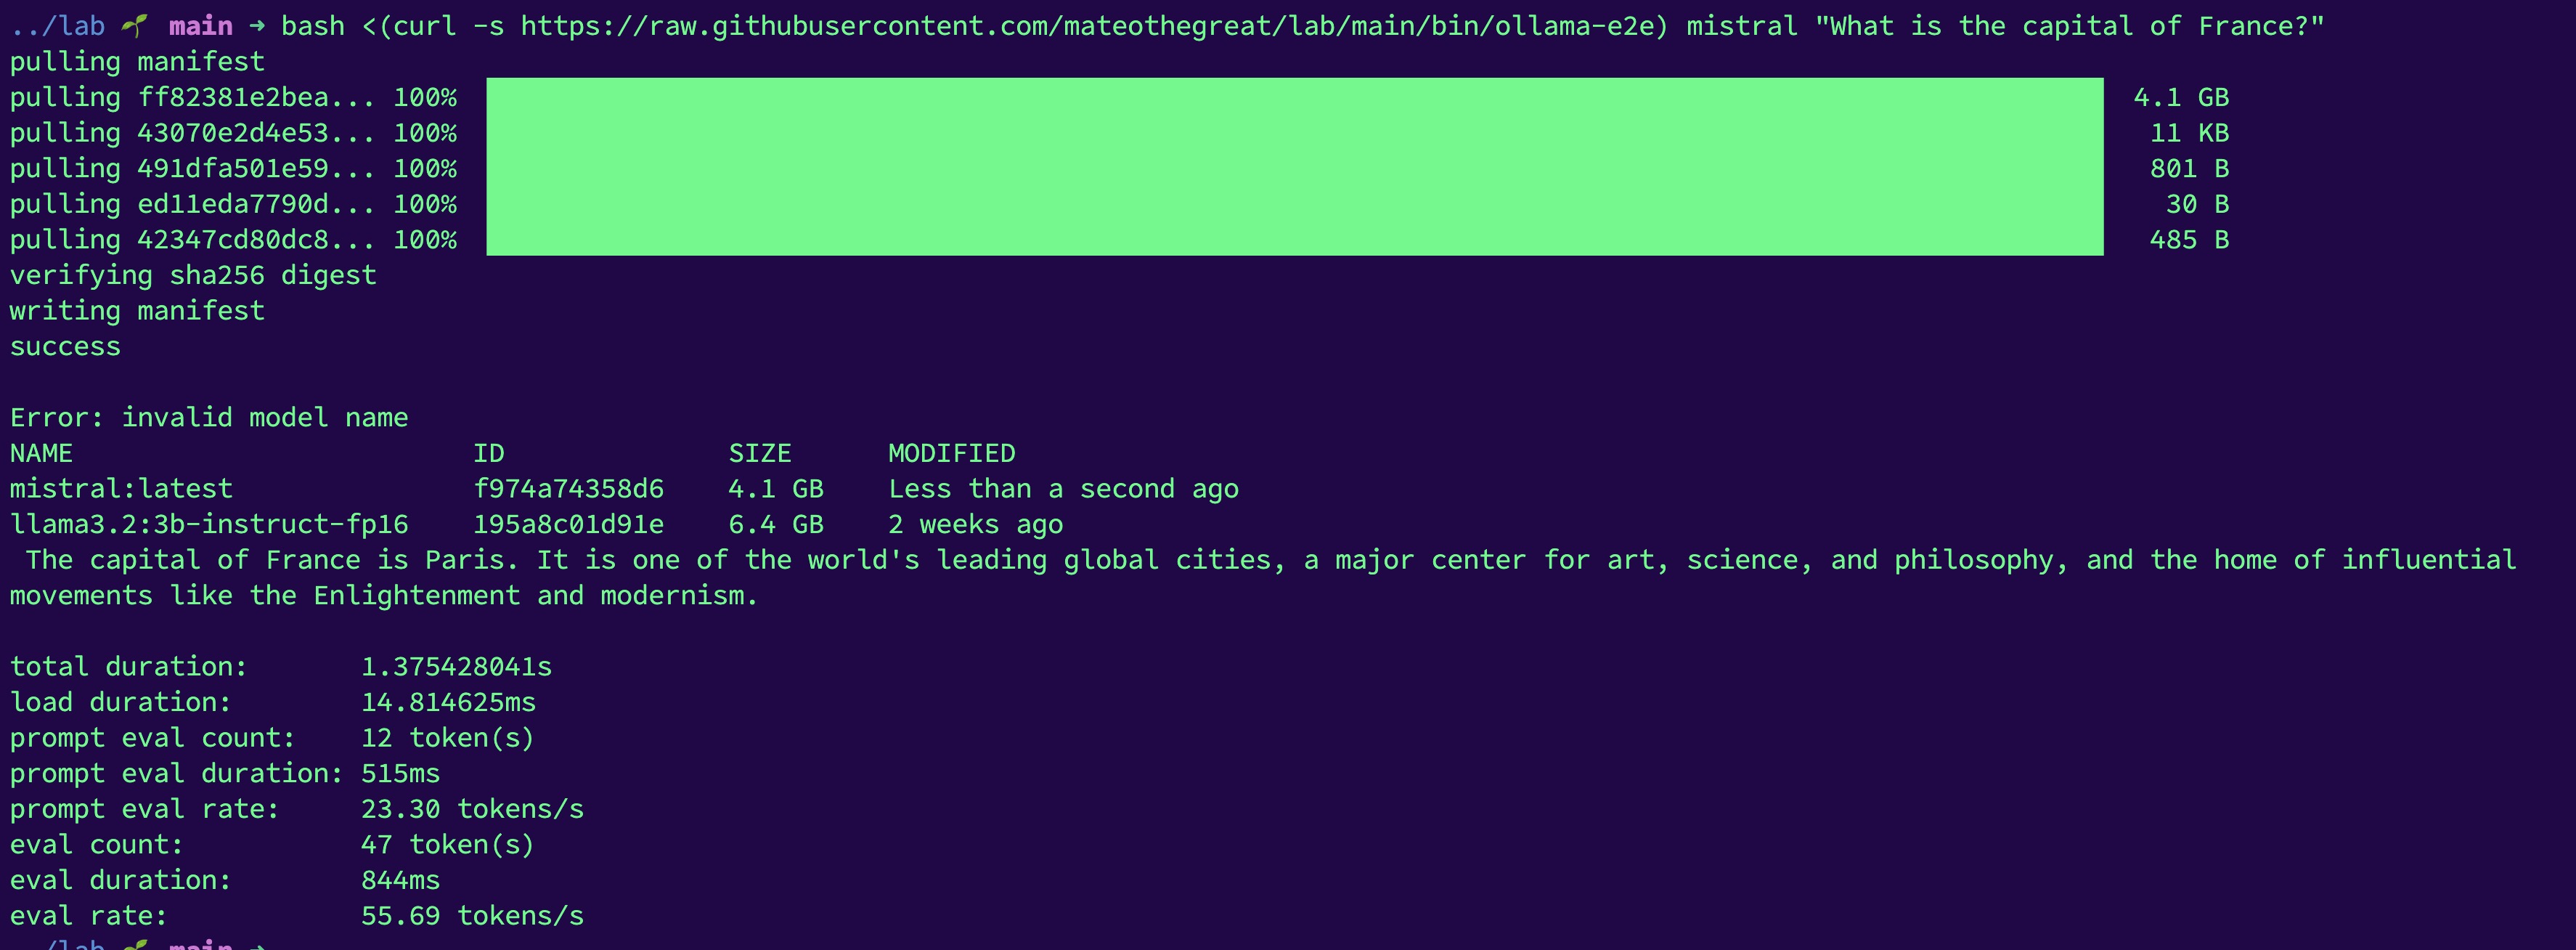 ../lab 🌱 main → bash <(curl -s https://raw.githubusercontent.com/mateothegreat/lab/main/bin/ollama-e2e) mistral "What is the capital of France?"
pulling manifest
pulling ff82381e2bea... 100% 4.1 GB
pulling 43070e2d4e53... 100% 11 KB
pulling 491dfa501e59... 100% 801 B
pulling ed11eda7790d... 100% 30 B
pulling 42347cd80dc8... 100% 485 B
verifying sha256 digest
writing manifest
success
Error: invalid model name
NAME ID SIZE MODIFIED
mistral:latest f974a74358d6 4.1 GB Less than a second ago
llama3.2:3b-instruct-fp16 195a8c01d91e 6.4 GB 2 weeks ago
The capital of France is Paris. It is one of the world's leading global cities, a major center for art, science, and philosophy, and the home of influential
movements like the Enlightenment and modernism.
total duration: 1.375428041s
load duration: 14.814625ms
prompt eval count: 12 token(s)
prompt eval duration: 515ms
prompt eval rate: 23.30 tokens/s
eval count: 47 token(s)
eval duration: 844ms
eval rate: 55.69 tokens/s
../lab 🌱 main →